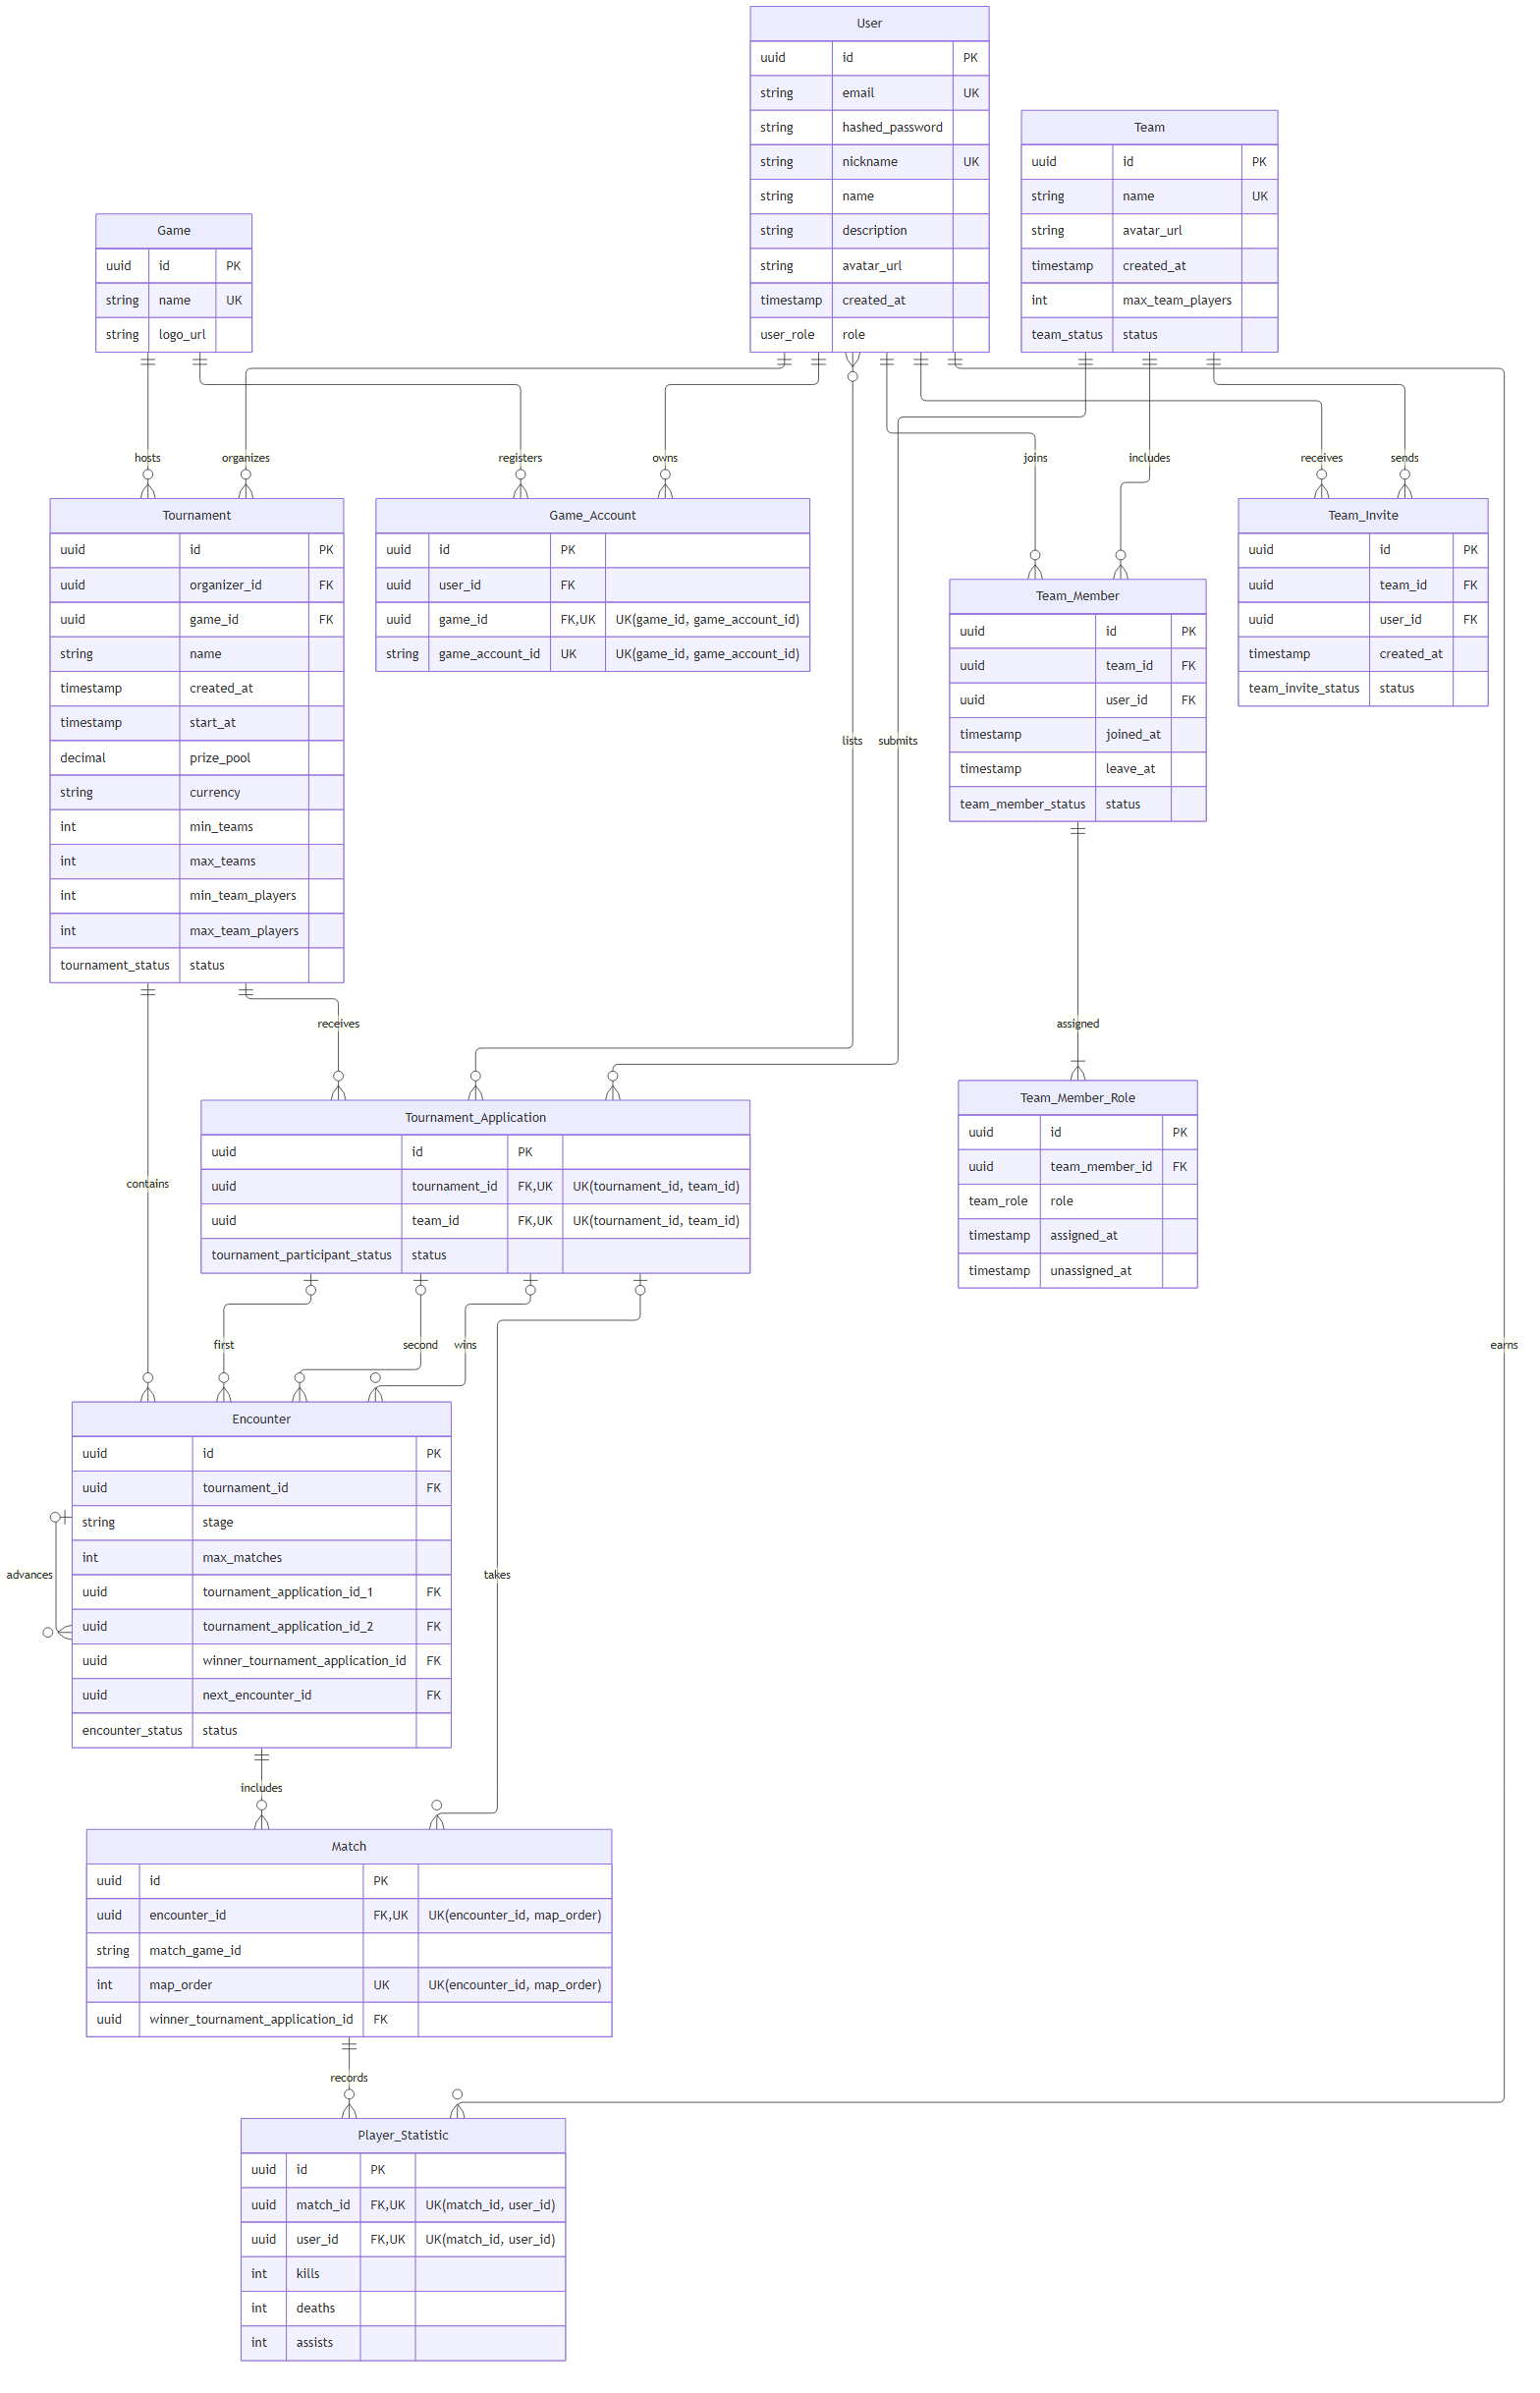 User
uuid id PK
string email UK
string hashed_password
string nickname UK
string name
string description
string avatar_url
timestamp created_at
user_role role
Team
uuid id PK
string name UK
string avatar_url
timestamp created_at
int max_team_players
team_status status
Game
uuid id PK
string name UK
string logo_url
hosts
organizes
registers
owns
joins
includes
receives
sends
Tournament
uuid id PK
uuid organizer_id FK
uuid game_id FK
string name
timestamp created_at
timestamp start_at
decimal prize_pool
string currency
int min_teams
int max_teams
int min_team_players
int max_team_players
tournament_status status
Game_Account
uuid id PK
uuid user_id FK
uuid game_id FK,UK UK(game_id, game_account_id)
string game_account_id UK UK(game_id, game_account_id)
Team_Member
uuid id PK
uuid team_id FK
uuid user_id FK
timestamp joined_at
timestamp leave_at
team_member_status status
Team_Invite
uuid id PK
uuid team_id FK
uuid user_id FK
timestamp created_at
team_invite_status status
lists
submits
receives
assigned
Tournament_Application
uuid id PK
uuid tournament_id FK,UK UK(tournament_id, team_id)
uuid team_id FK,UK UK(tournament_id, team_id)
tournament_participant_status status
Team_Member_Role
uuid id PK
uuid team_member_id FK
team_role role
timestamp assigned_at
timestamp unassigned_at
contains
first
second
wins
earns
Encounter
uuid id PK
uuid tournament_id FK
string stage
int max_matches
uuid tournament_application_id_1 FK
uuid tournament_application_id_2 FK
uuid winner_tournament_application_id FK
uuid next_encounter_id FK
encounter_status status
advances
takes
includes
Match
uuid id PK
uuid encounter_id FK,UK UK(encounter_id, map_order)
string match_game_id
int map_order UK UK(encounter_id, map_order)
uuid winner_tournament_application_id FK
records
Player_Statistic
uuid id PK
uuid match_id FK,UK UK(match_id, user_id)
uuid user_id FK,UK UK(match_id, user_id)
int kills
int deaths
int assists